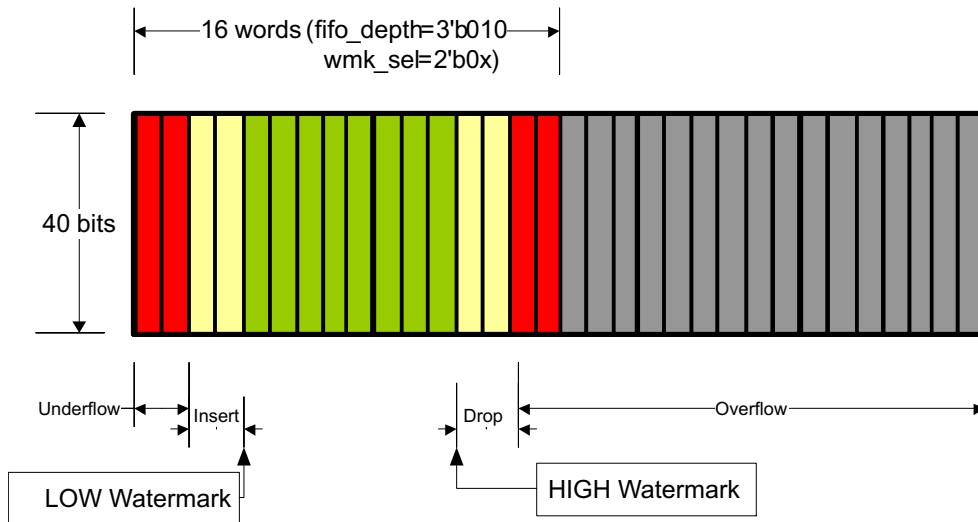 16 words (fifo_depth=3'b010
wmk_sel=2'b0x)
40 bits
Underflow
Insert
Drop
Overflow
LOW Watermark
HIGH Watermark